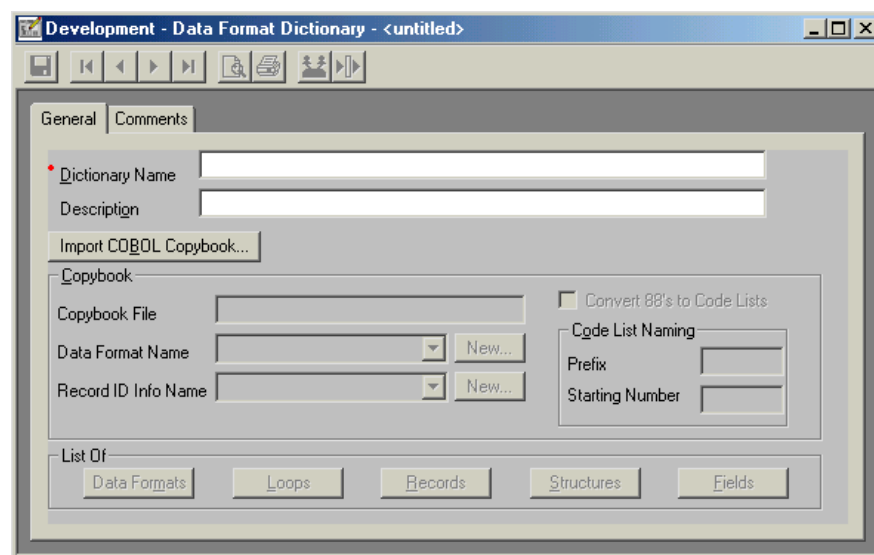 Development - Data Format Dictionary - <untitled>
General Comments
Dictionary Name
Description
Import COBOL Copybook...
Copybook
Copybook File
Data Format Name New...
Record ID Info Name New...
Convert 88's to Code Lists
Code List Naming
Prefix
Starting Number
List Of
Data Formats Loops Records Structures Fields